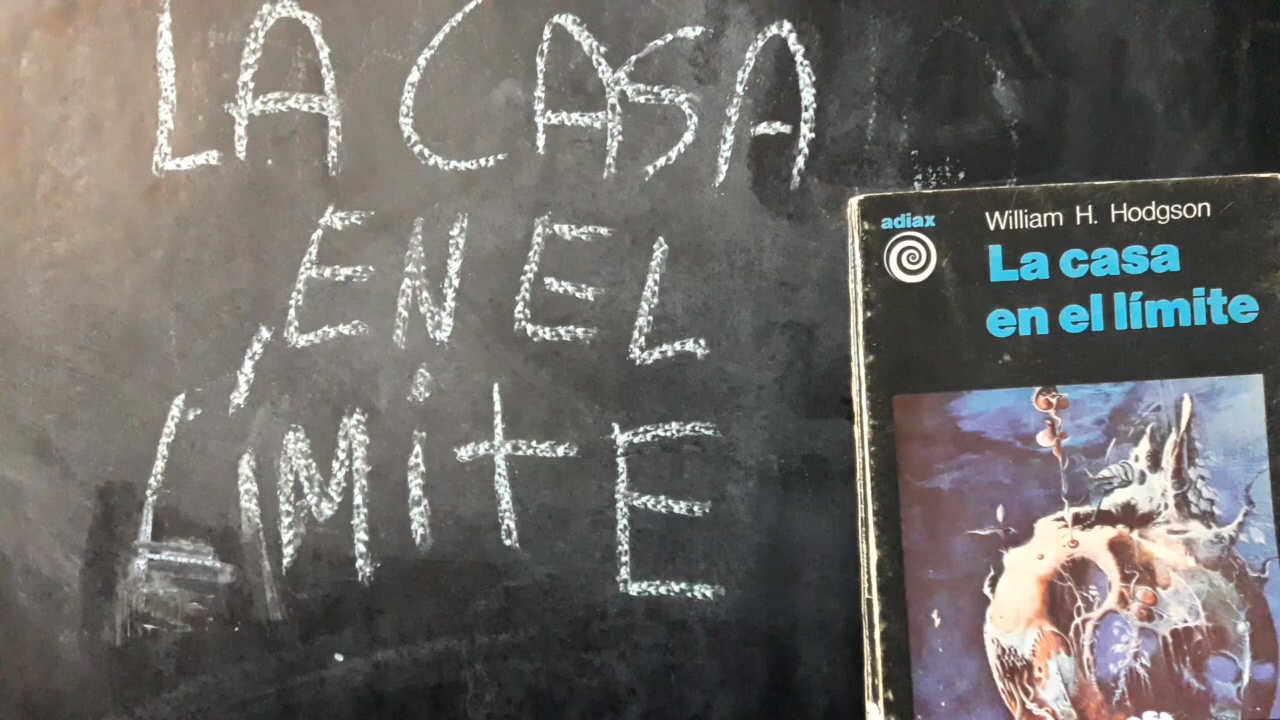 LA CASA
EN EL
LÍMITE
adiax
William H. Hodgson
La casa
en el límite